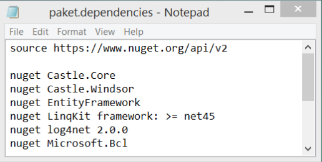 paket.dependencies - Notepad
File Edit Format View Help
source https://www.nuget.org/api/v2

nuget Castle.Core
nuget Castle.Windsor
nuget EntityFramework
nuget LinqKit framework: >= net45
nuget log4net 2.0.0
nuget Microsoft.Bcl